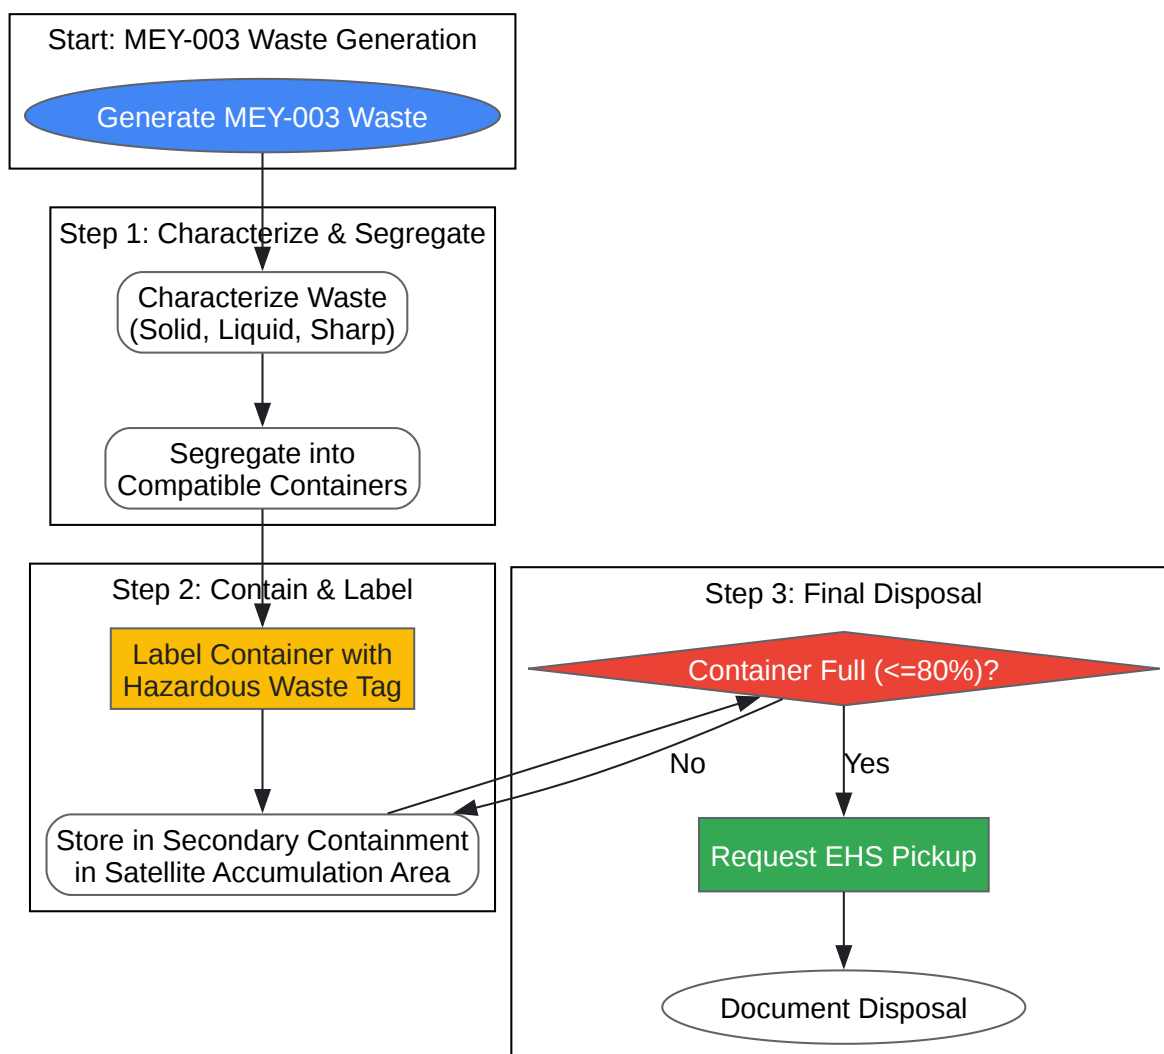 Start: MEY-003 Waste Generation
Generate MEY-003 Waste
Step 1: Characterize & Segregate
Characterize Waste
(Solid, Liquid, Sharp)
Segregate into
Compatible Containers
Step 2: Contain & Label
Label Container with
Hazardous Waste Tag
Store in Secondary Containment
in Satellite Accumulation Area
Step 3: Final Disposal
Container Full (<=80%)?
No
Yes
Request EHS Pickup
Document Disposal